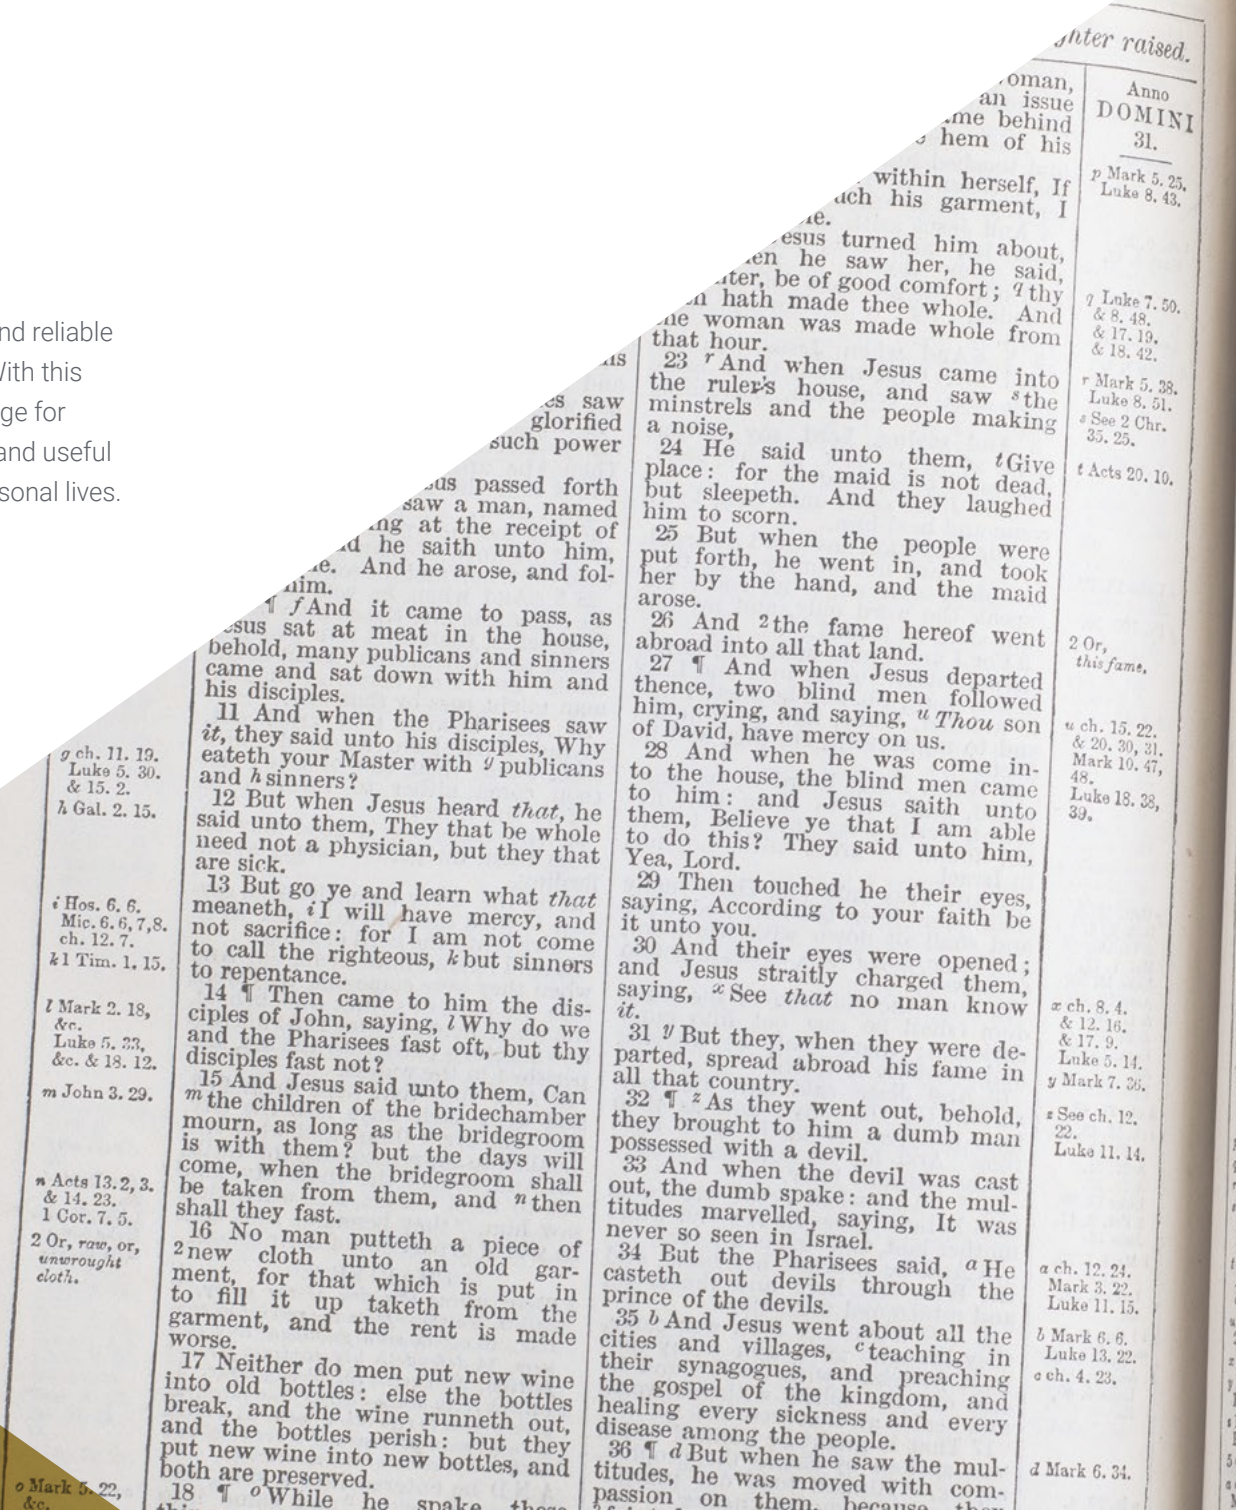 nd reliable
With this
ge for
and useful
sonal lives.
ghter raised.
saw
glorified
such power
passed forth
saw a man, named
at the receipt of
he saith unto him,
And he arose, and fol-
him.
¶ f And it came to pass, as
sat at meat in the house,
behold, many publicans and sinners
came and sat down with him and
his disciples.
11 And when the Pharisees saw
it, they said unto his disciples, Why
eateth your Master with g publicans
and h sinners?
12 But when Jesus heard that, he
said unto them, They that be whole
need not a physician, but they that
are sick.
13 But go ye and learn what that
meaneth, i I will have mercy, and
not sacrifice: for I am not come
to call the righteous, k but sinners
to repentance.
14 ¶ Then came to him the dis-
ciples of John, saying, l Why do we
and the Pharisees fast oft, but thy
disciples fast not?
15 And Jesus said unto them, Can
m the children of the bridechamber
mourn, as long as the bridegroom
is with them? but the days will
come, when the bridegroom shall
be taken from them, and n then
shall they fast.
16 No man putteth a piece of
2 new cloth unto an old gar-
ment, for that which is put in
to fill it up taketh from the
garment, and the rent is made
worse.
17 Neither do men put new wine
into old bottles: else the bottles
break, and the wine runneth out,
and the bottles perish: but they
put new wine into new bottles, and
both are preserved.
18 ¶ o While he spake these
g ch. 11. 19.
Luke 5. 30.
& 15. 2.
h Gal. 2. 15.
i Hos. 6. 6.
Mic. 6. 6, 7, 8.
ch. 12. 7.
k 1 Tim. 1. 15.
l Mark 2. 18,
&c.
Luke 5. 33,
&c. & 18. 12.
m John 3. 29.
n Acts 13. 2, 3.
& 14. 23.
1 Cor. 7. 5.
2 Or, raw, or,
unwrought
cloth.
o Mark 5. 22,
&c.
oman,
an issue
me behind
hem of his
within herself, If
uch his garment, I
esus turned him about,
en he saw her, he said,
ter, be of good comfort; q thy
hath made thee whole. And
the woman was made whole from
that hour.
23 r And when Jesus came into
the ruler's house, and saw s the
minstrels and the people making
a noise,
24 He said unto them, t Give
place: for the maid is not dead,
but sleepeth. And they laughed
him to scorn.
25 But when the people were
put forth, he went in, and took
her by the hand, and the maid
arose.
26 And 2 the fame hereof went
abroad into all that land.
27 ¶ And when Jesus departed
thence, two blind men followed
him, crying, and saying, u Thou son
of David, have mercy on us.
28 And when he was come in-
to the house, the blind men came
to him: and Jesus saith unto
them, Believe ye that I am able
to do this? They said unto him,
Yea, Lord.
29 Then touched he their eyes,
saying, According to your faith be
it unto you.
30 And their eyes were opened;
and Jesus straitly charged them,
saying, x See that no man know
it.
31 y But they, when they were de-
parted, spread abroad his fame in
all that country.
32 ¶ z As they went out, behold,
they brought to him a dumb man
possessed with a devil.
33 And when the devil was cast
out, the dumb spake: and the mul-
titudes marvelled, saying, It was
never so seen in Israel.
34 But the Pharisees said, a He
casteth out devils through the
prince of the devils.
35 b And Jesus went about all the
cities and villages, c teaching in
their synagogues, and preaching
the gospel of the kingdom, and
healing every sickness and every
disease among the people.
36 ¶ d But when he saw the mul-
titudes, he was moved with com-
passion on them, because they
Anno
DOMINI
31.
p Mark 5. 25.
Luke 8. 43.
q Luke 7. 50.
& 8. 48.
& 17. 19.
& 18. 42.
r Mark 5. 38.
Luke 8. 51.
s See 2 Chr.
35. 25.
t Acts 20. 10.
2 Or,
this fame.
u ch. 15. 22.
& 20. 30, 31.
Mark 10. 47,
48.
Luke 18. 38,
39.
x ch. 8. 4.
& 12. 16.
& 17. 9.
Luke 5. 14.
y Mark 7. 36.
z See ch. 12.
22.
Luke 11. 14.
a ch. 12. 24.
Mark 3. 22.
Luke 11. 15.
b Mark 6. 6.
Luke 13. 22.
c ch. 4. 23.
d Mark 6. 34.